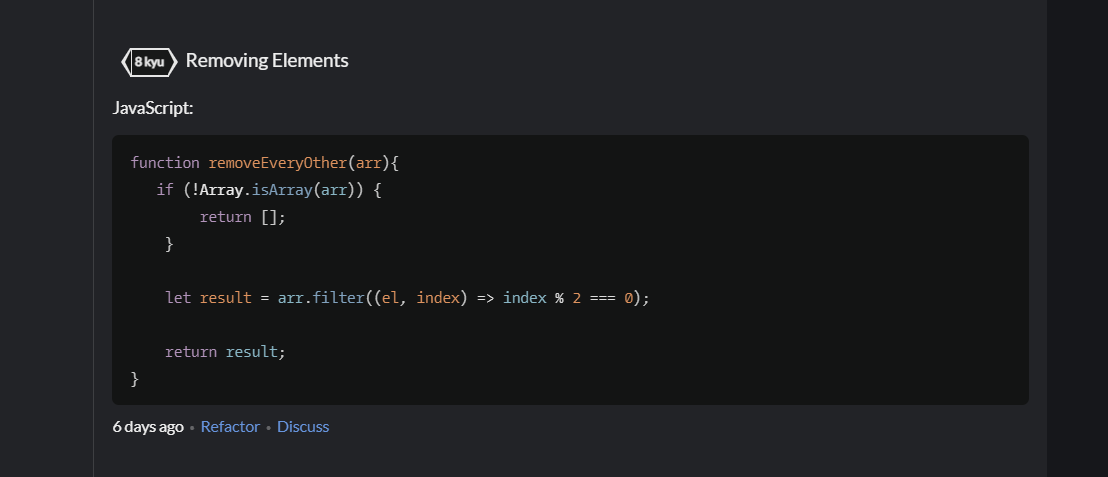 8 kyu Removing Elements
JavaScript:
function removeEveryOther(arr){
   if (!Array.isArray(arr)) {
        return [];
    }

    let result = arr.filter((el, index) => index % 2 === 0);

    return result;
}
6 days ago • Refactor • Discuss